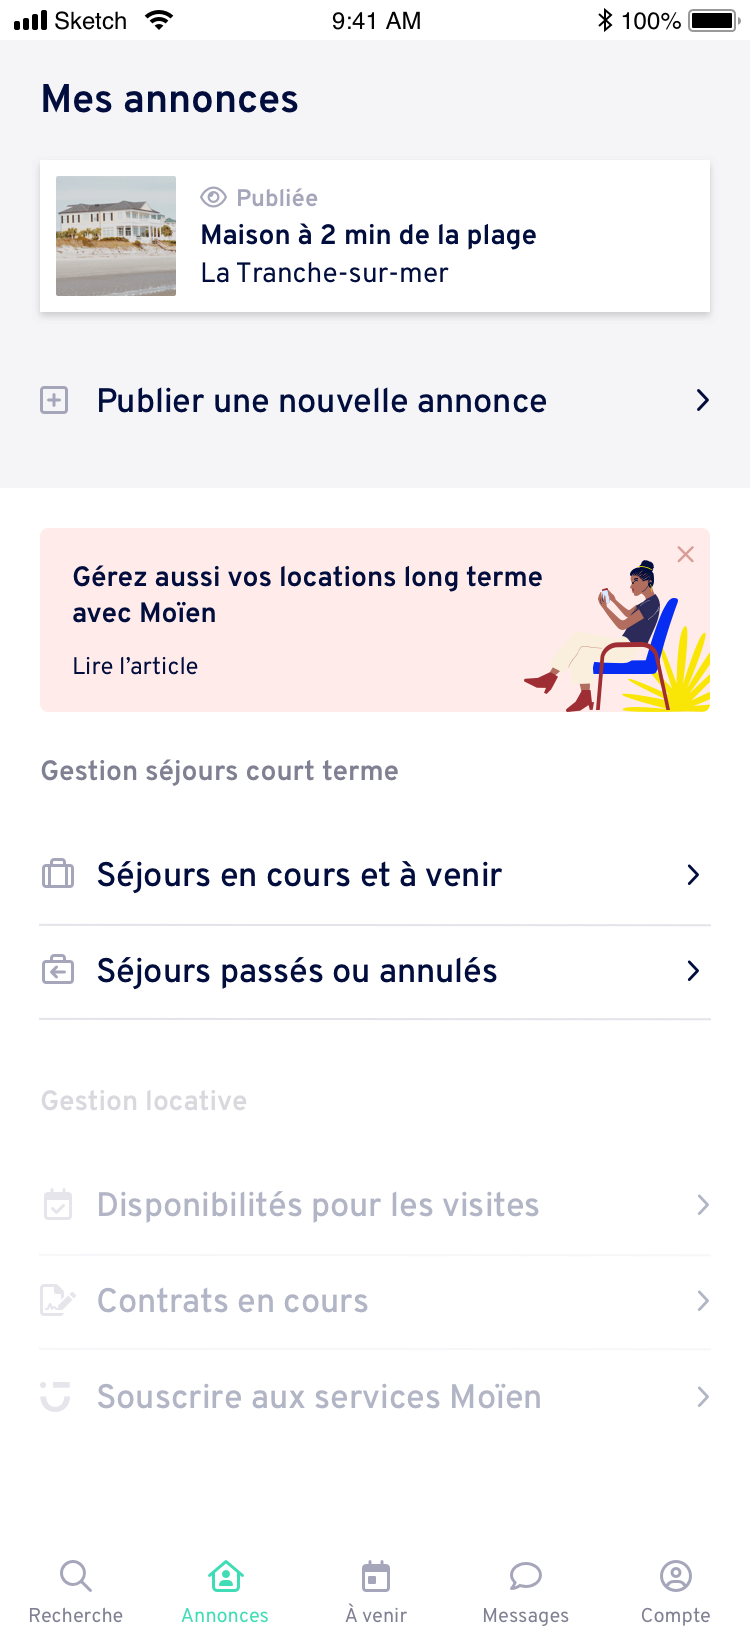 Sketch 9:41 AM 100%
Mes annonces
Publiée
Maison à 2 min de la plage
La Tranche-sur-mer
Publier une nouvelle annonce
Gérez aussi vos locations long terme
avec Moïen
Lire l’article
Gestion séjours court terme
Séjours en cours et à venir
Séjours passés ou annulés
Gestion locative
Disponibilités pour les visites
Contrats en cours
Souscrire aux services Moïen
Recherche Annonces À venir Messages Compte